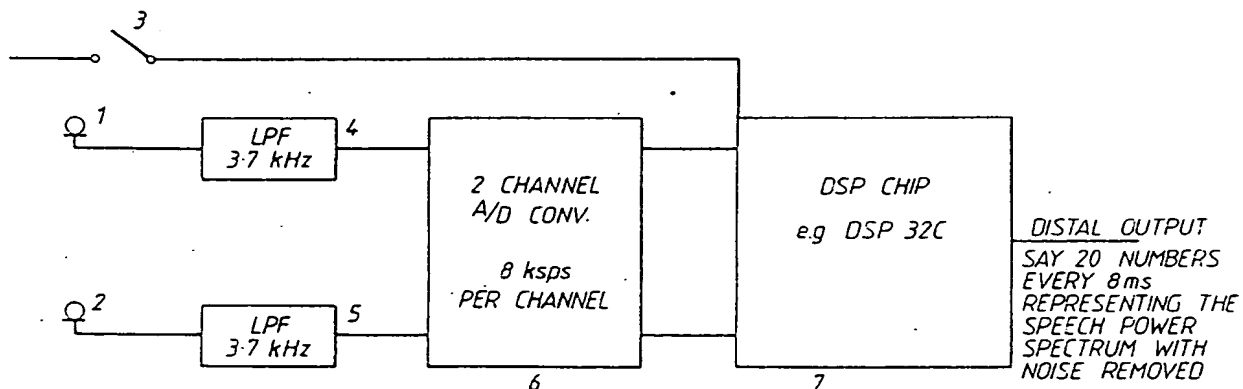 3
1
LPF
3·7 kHz
4
2 CHANNEL
A/D CONV.
8 ksps
PER CHANNEL
DSP CHIP
e.g DSP 32C
DISTAL OUTPUT
SAY 20 NUMBERS
EVERY 8ms
REPRESENTING THE
SPEECH POWER
SPECTRUM WITH
NOISE REMOVED
2
LPF
3·7 kHz
5
6
7